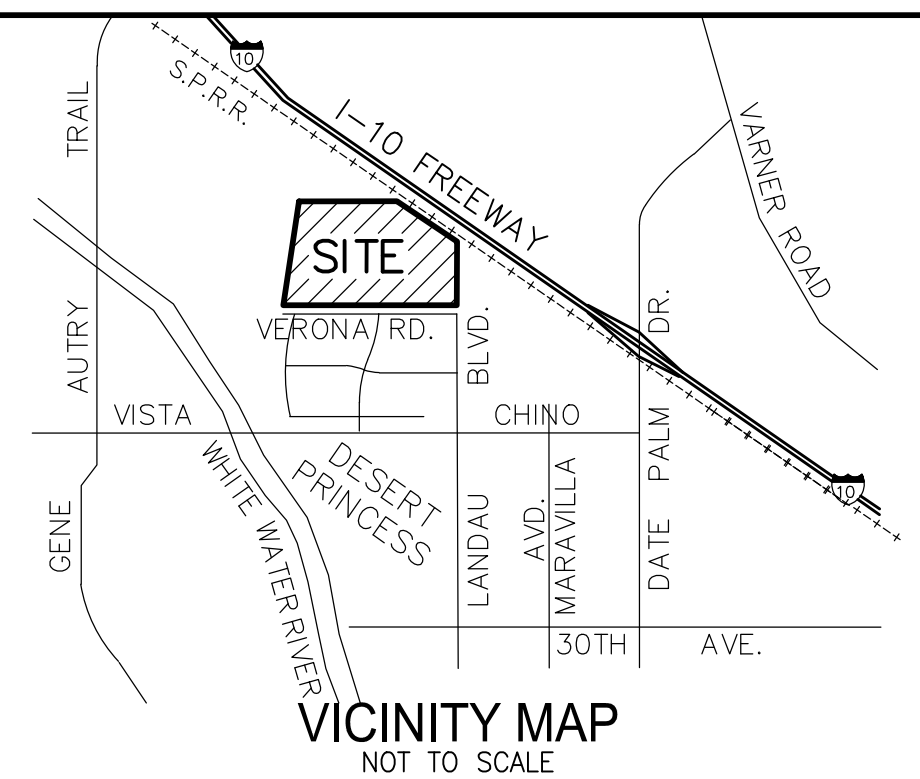 10
S.P.R.R.
I-10 FREEWAY
VARNER ROAD
GENE AUTRY TRAIL
SITE
VERONA RD.
LANDAU BLVD.
DATE PALM DR.
VISTA CHINO
DESERT
PRINCESS
WHITE WATER RIVER
AVD.
MARAVILLA
10
30TH AVE.
VICINITY MAP
NOT TO SCALE